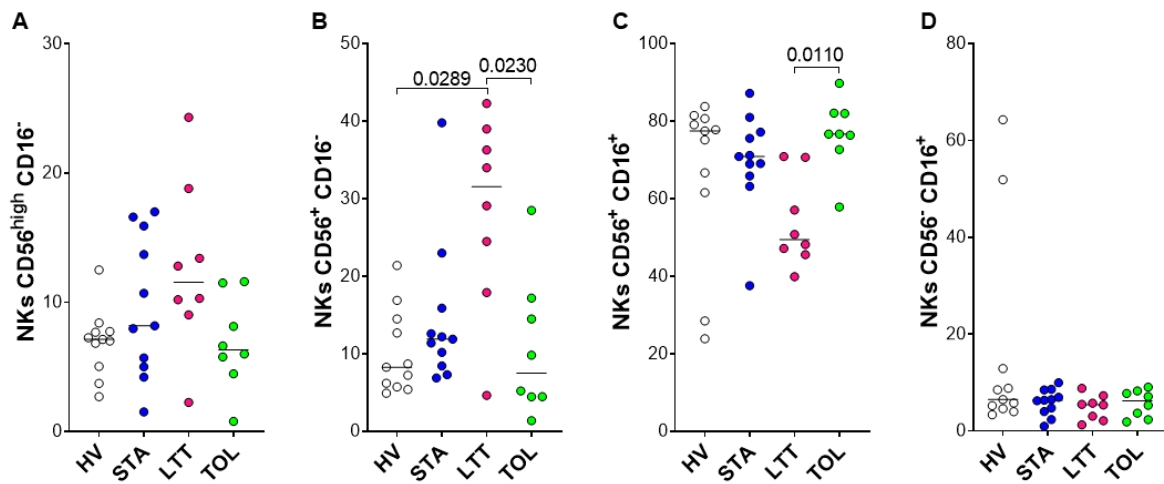 A
NKs CD56high CD16-
30
20
10
0
HV STA LTT TOL
B
NKs CD56+ CD16-
50
40
30
20
10
0
0.0289
0.0230
HV STA LTT TOL
C
NKs CD56+ CD16+
100
80
60
40
20
0
0.0110
HV STA LTT TOL
D
NKs CD56- CD16+
80
60
40
20
0
HV STA LTT TOL